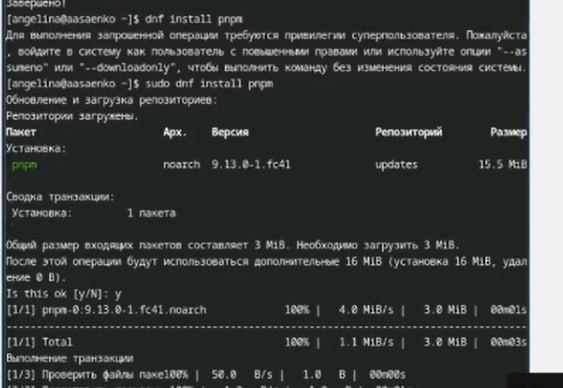 Завершено!
[angelina@aasaenko ~]$ dnf install pnpm
Для выполнения запрошенной операции требуются привилегии суперпользователя. Пожалуйста
, войдите в систему как пользователь с повышенными правами или используйте опции "--as
sumeno" или "--downloadonly", чтобы выполнить команду без изменения состояния системы.
[angelina@aasaenko ~]$ sudo dnf install pnpm
Обновление и загрузка репозиториев:
Репозитории загружены.
Пакет Арх. Версия Репозиторий Размер
Установка:
pnpm noarch 9.13.0-1.fc41 updates 15.5 MiB
Сводка транзакции:
Установка: 1 пакета
Общий размер входящих пакетов составляет 3 MiB. Необходимо загрузить 3 MiB.
После этой операции будут использоваться дополнительные 16 MiB (установка 16 MiB, удал
ение 0 B).
Is this ok [y/N]: y
[1/1] pnpm-0:9.13.0-1.fc41.noarch 100% | 4.0 MiB/s | 3.0 MiB | 00m01s
--------------------------------------------------------------------------------------
[1/1] Total 100% | 1.1 MiB/s | 3.0 MiB | 00m03s
Выполнение транзакции
[1/3] Проверить файлы паке100% | 50.0 B/s | 1.0 B | 00m00s